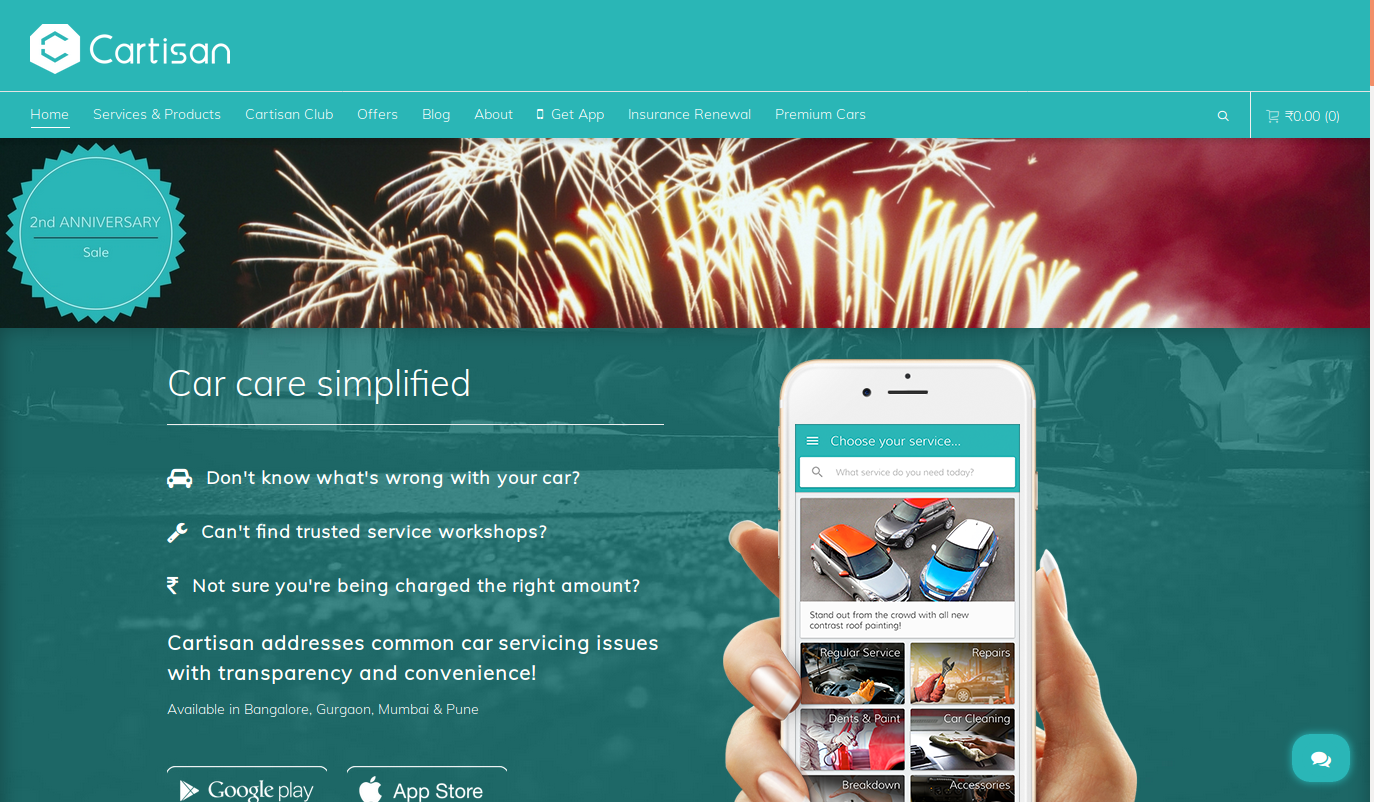 Cartisan
Home Services & Products Cartisan Club Offers Blog About Get App Insurance Renewal Premium Cars ₹0.00 (0)
2nd ANNIVERSARY
Sale
Car care simplified
Don't know what's wrong with your car?
Can't find trusted service workshops?
₹ Not sure you're being charged the right amount?
Cartisan addresses common car servicing issues
with transparency and convenience!
Available in Bangalore, Gurgaon, Mumbai & Pune
Google play
App Store
Choose your service...
What service do you need today?
Stand out from the crowd with all new
contrast roof painting!
Regular Service Repairs
Dents & Paint Car Cleaning
Breakdown Accessories